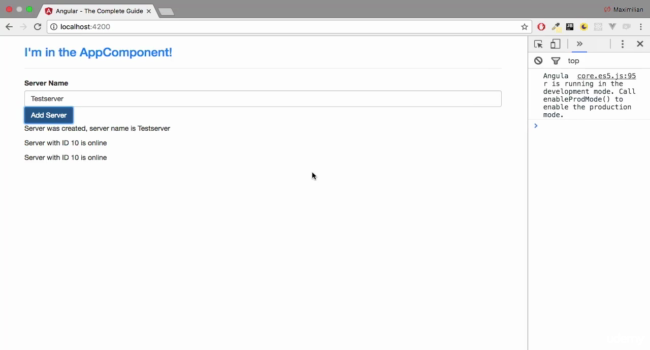 Angular - The Complete Guide
Maximilian
localhost:4200
I'm in the AppComponent!
Server Name
Testserver
Add Server
Server was created, server name is Testserver
Server with ID 10 is online
Server with ID 10 is online
top
Angula core.es5.js:95
r is running in the
development mode. Call
enableProdMode() to
enable the production
mode.